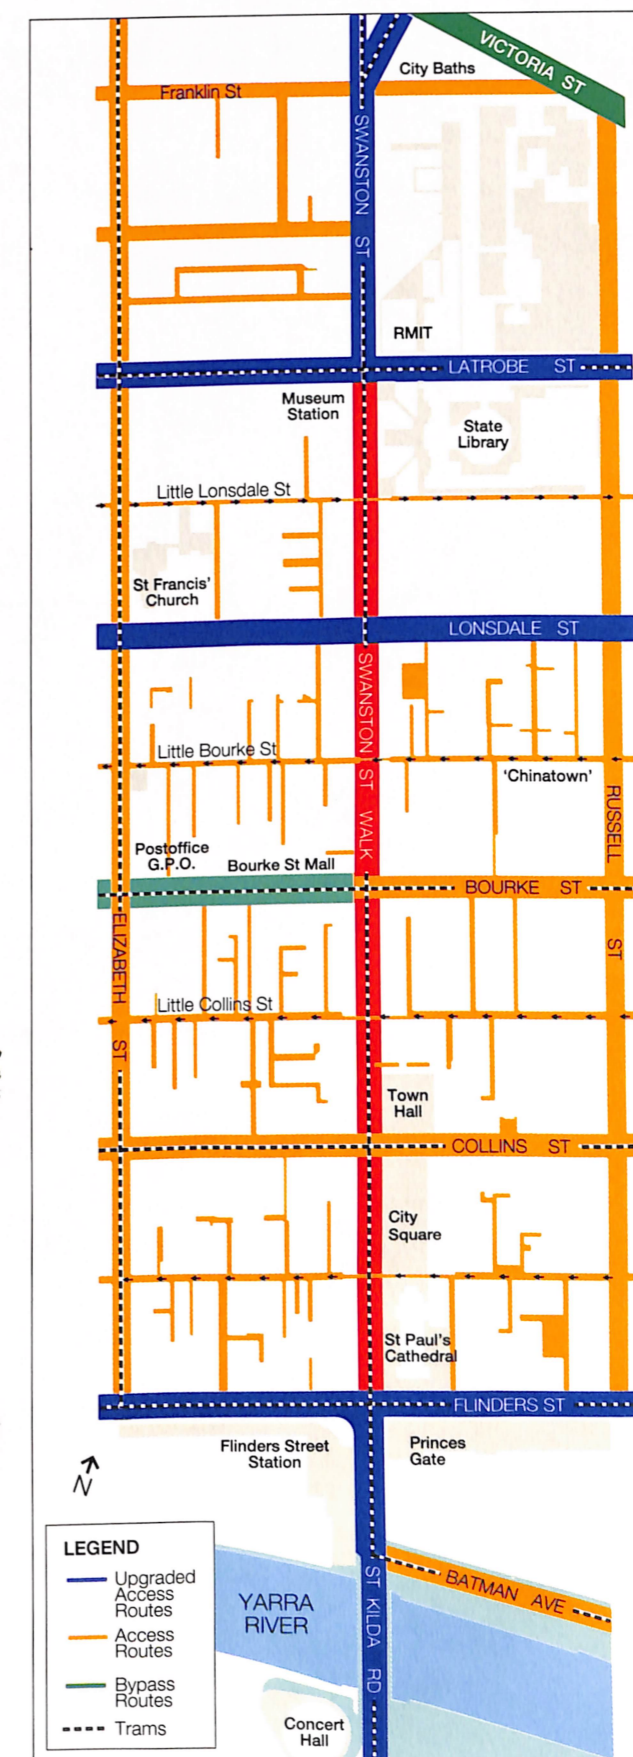 VICTORIA ST
City Baths
Franklin St
SWANSTON ST
RMIT
LATROBE ST
Museum
Station
State
Library
Little Lonsdale St
St Francis'
Church
LONSDALE ST
SWANSTON ST WALK
Little Bourke St
'Chinatown'
RUSSELL ST
Postoffice
G.P.O.
Bourke St Mall
BOURKE ST
ELIZABETH ST
Little Collins St
Town
Hall
COLLINS ST
City
Square
St Paul's
Cathedral
FLINDERS ST
Flinders Street
Station
Princes
Gate
N
LEGEND
Upgraded
Access
Routes
Access
Routes
Bypass
Routes
Trams
YARRA
RIVER
ST KILDA RD
BATMAN AVE
Concert
Hall